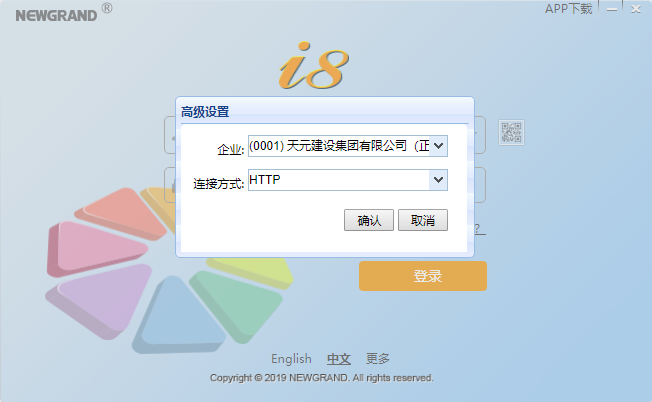 NEWGRAND ®
APP下载
i8
高级设置
企业: (0001) 天元建设集团有限公司（正
连接方式: HTTP
确认 取消
?
登录
English 中文 更多
Copyright © 2019 NEWGRAND. All rights reserved.